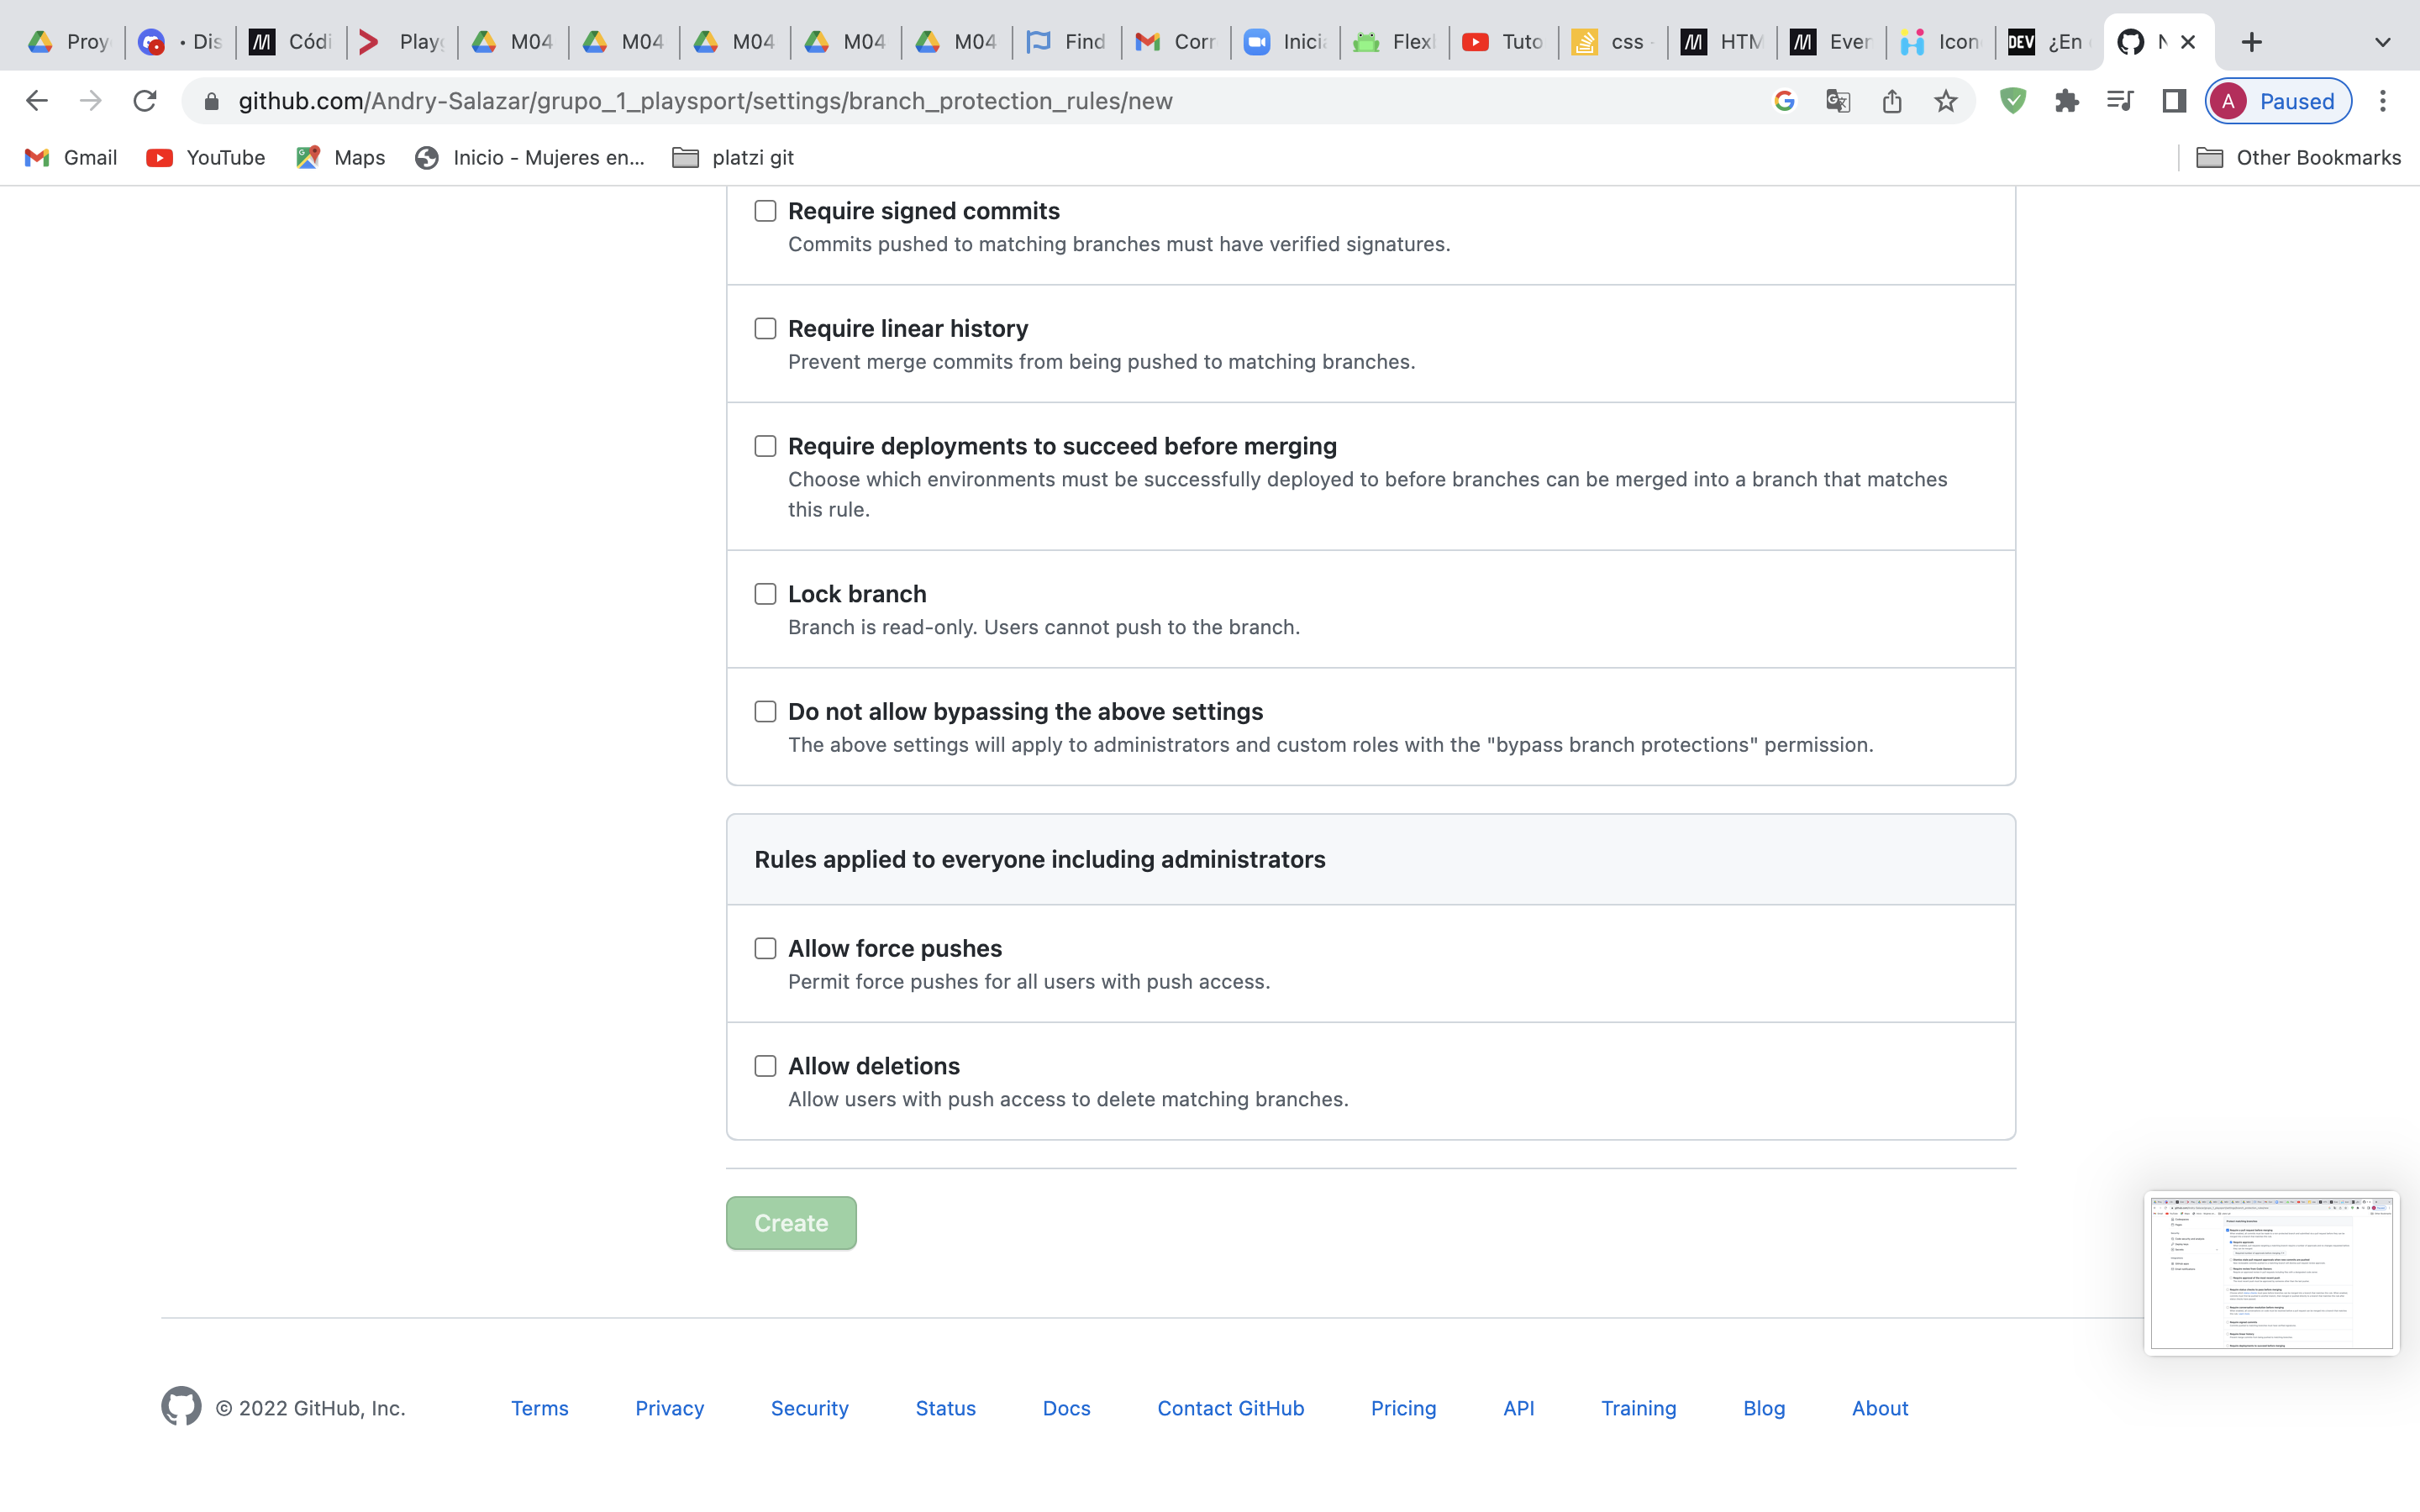 Proy
• Dis
Códi
Play
M04
M04
M04
M04
M04
Find
Corr
Inici
Flex
Tuto
css -
HTM
Ever
Icon
DEV ¿En
github.com/Andry-Salazar/grupo_1_playsport/settings/branch_protection_rules/new
A Paused
Gmail
YouTube
Maps
Inicio - Mujeres en...
platzi git
Other Bookmarks
Require signed commits
Commits pushed to matching branches must have verified signatures.
Require linear history
Prevent merge commits from being pushed to matching branches.
Require deployments to succeed before merging
Choose which environments must be successfully deployed to before branches can be merged into a branch that matches
this rule.
Lock branch
Branch is read-only. Users cannot push to the branch.
Do not allow bypassing the above settings
The above settings will apply to administrators and custom roles with the "bypass branch protections" permission.
Rules applied to everyone including administrators
Allow force pushes
Permit force pushes for all users with push access.
Allow deletions
Allow users with push access to delete matching branches.
Create
© 2022 GitHub, Inc.
Terms
Privacy
Security
Status
Docs
Contact GitHub
Pricing
API
Training
Blog
About